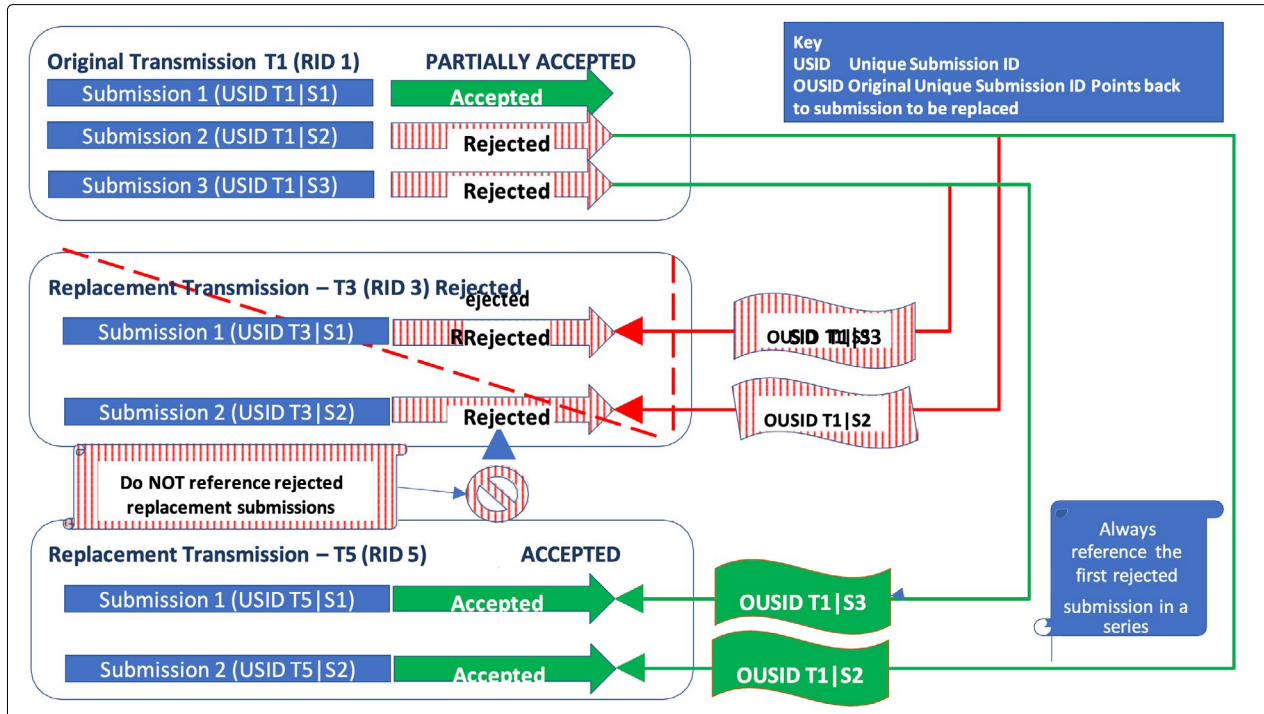 Original Transmission T1 (RID 1) PARTIALLY ACCEPTED
Submission 1 (USID T1|S1) Accepted
Submission 2 (USID T1|S2) Rejected
Submission 3 (USID T1|S3) Rejected
Key
USID Unique Submission ID
OUSID Original Unique Submission ID Points back
to submission to be replaced
Replacement Transmission – T3 (RID 3) Rejected
ejected
Submission 1 (USID T3|S1) RRejected
OUSID T1|S3
Submission 2 (USID T3|S2) Rejected
OUSID T1|S2
Do NOT reference rejected
replacement submissions
Replacement Transmission – T5 (RID 5) ACCEPTED
Submission 1 (USID T5|S1) Accepted
OUSID T1|S3
Submission 2 (USID T5|S2) Accepted
OUSID T1|S2
Always
reference the
first rejected
submission in a
series